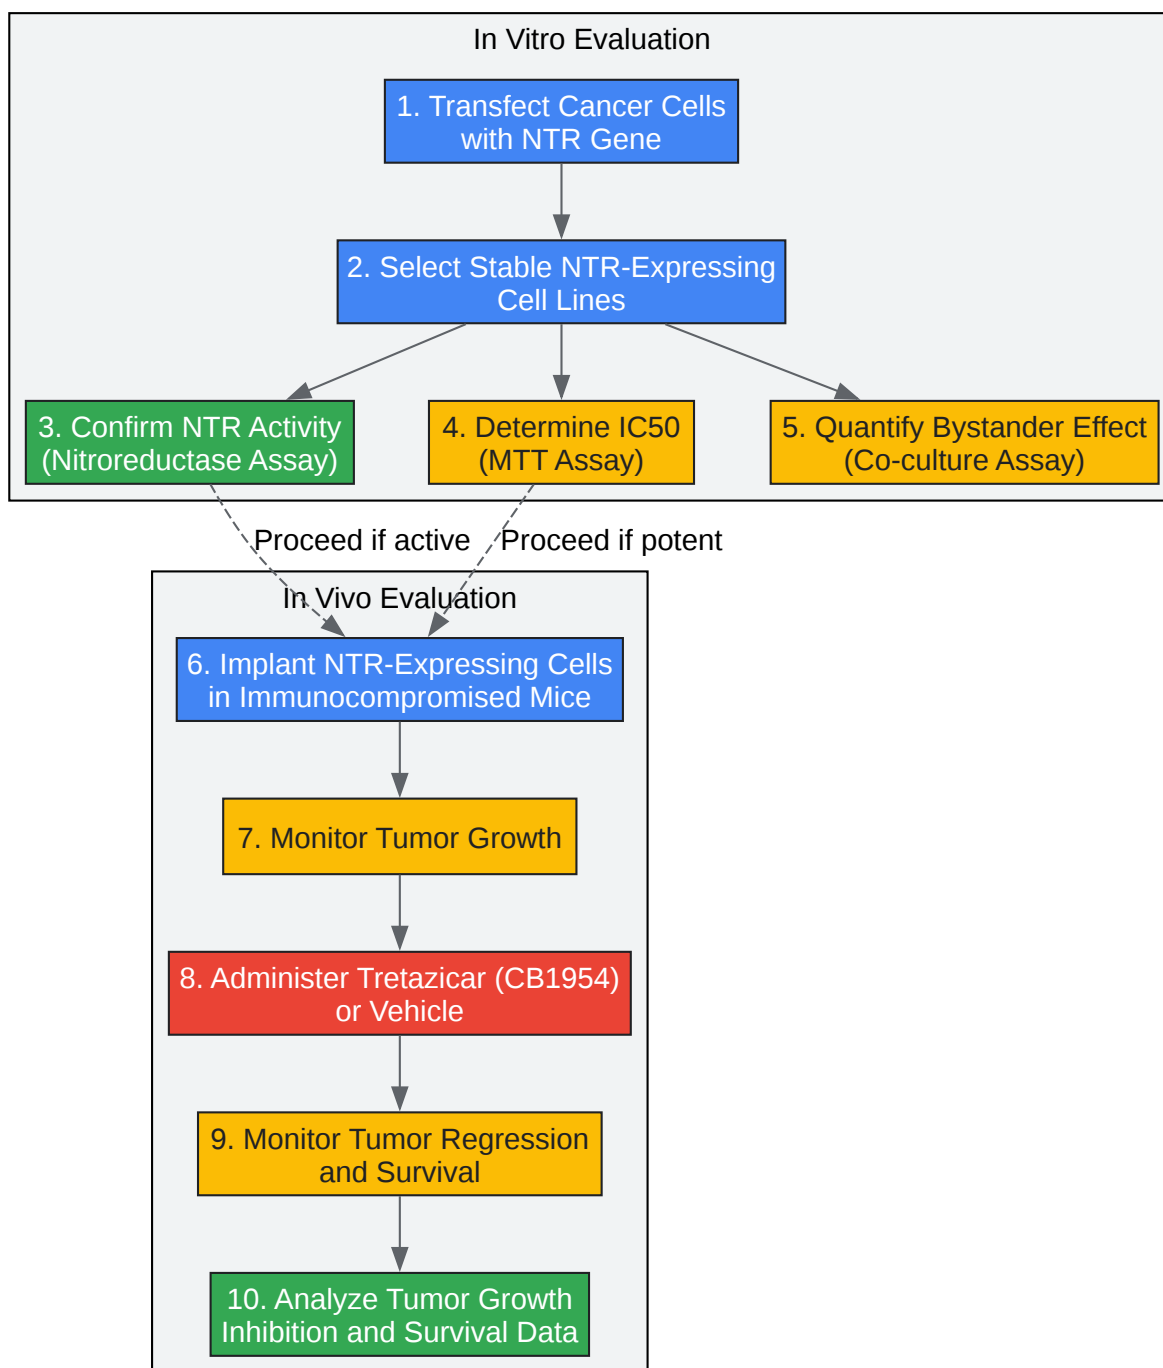 In Vitro Evaluation
1. Transfect Cancer Cells
with NTR Gene
2. Select Stable NTR-Expressing
Cell Lines
3. Confirm NTR Activity
(Nitroreductase Assay)
4. Determine IC50
(MTT Assay)
5. Quantify Bystander Effect
(Co-culture Assay)
Proceed if active
Proceed if potent
In Vivo Evaluation
6. Implant NTR-Expressing Cells
in Immunocompromised Mice
7. Monitor Tumor Growth
8. Administer Tretazicar (CB1954)
or Vehicle
9. Monitor Tumor Regression
and Survival
10. Analyze Tumor Growth
Inhibition and Survival Data